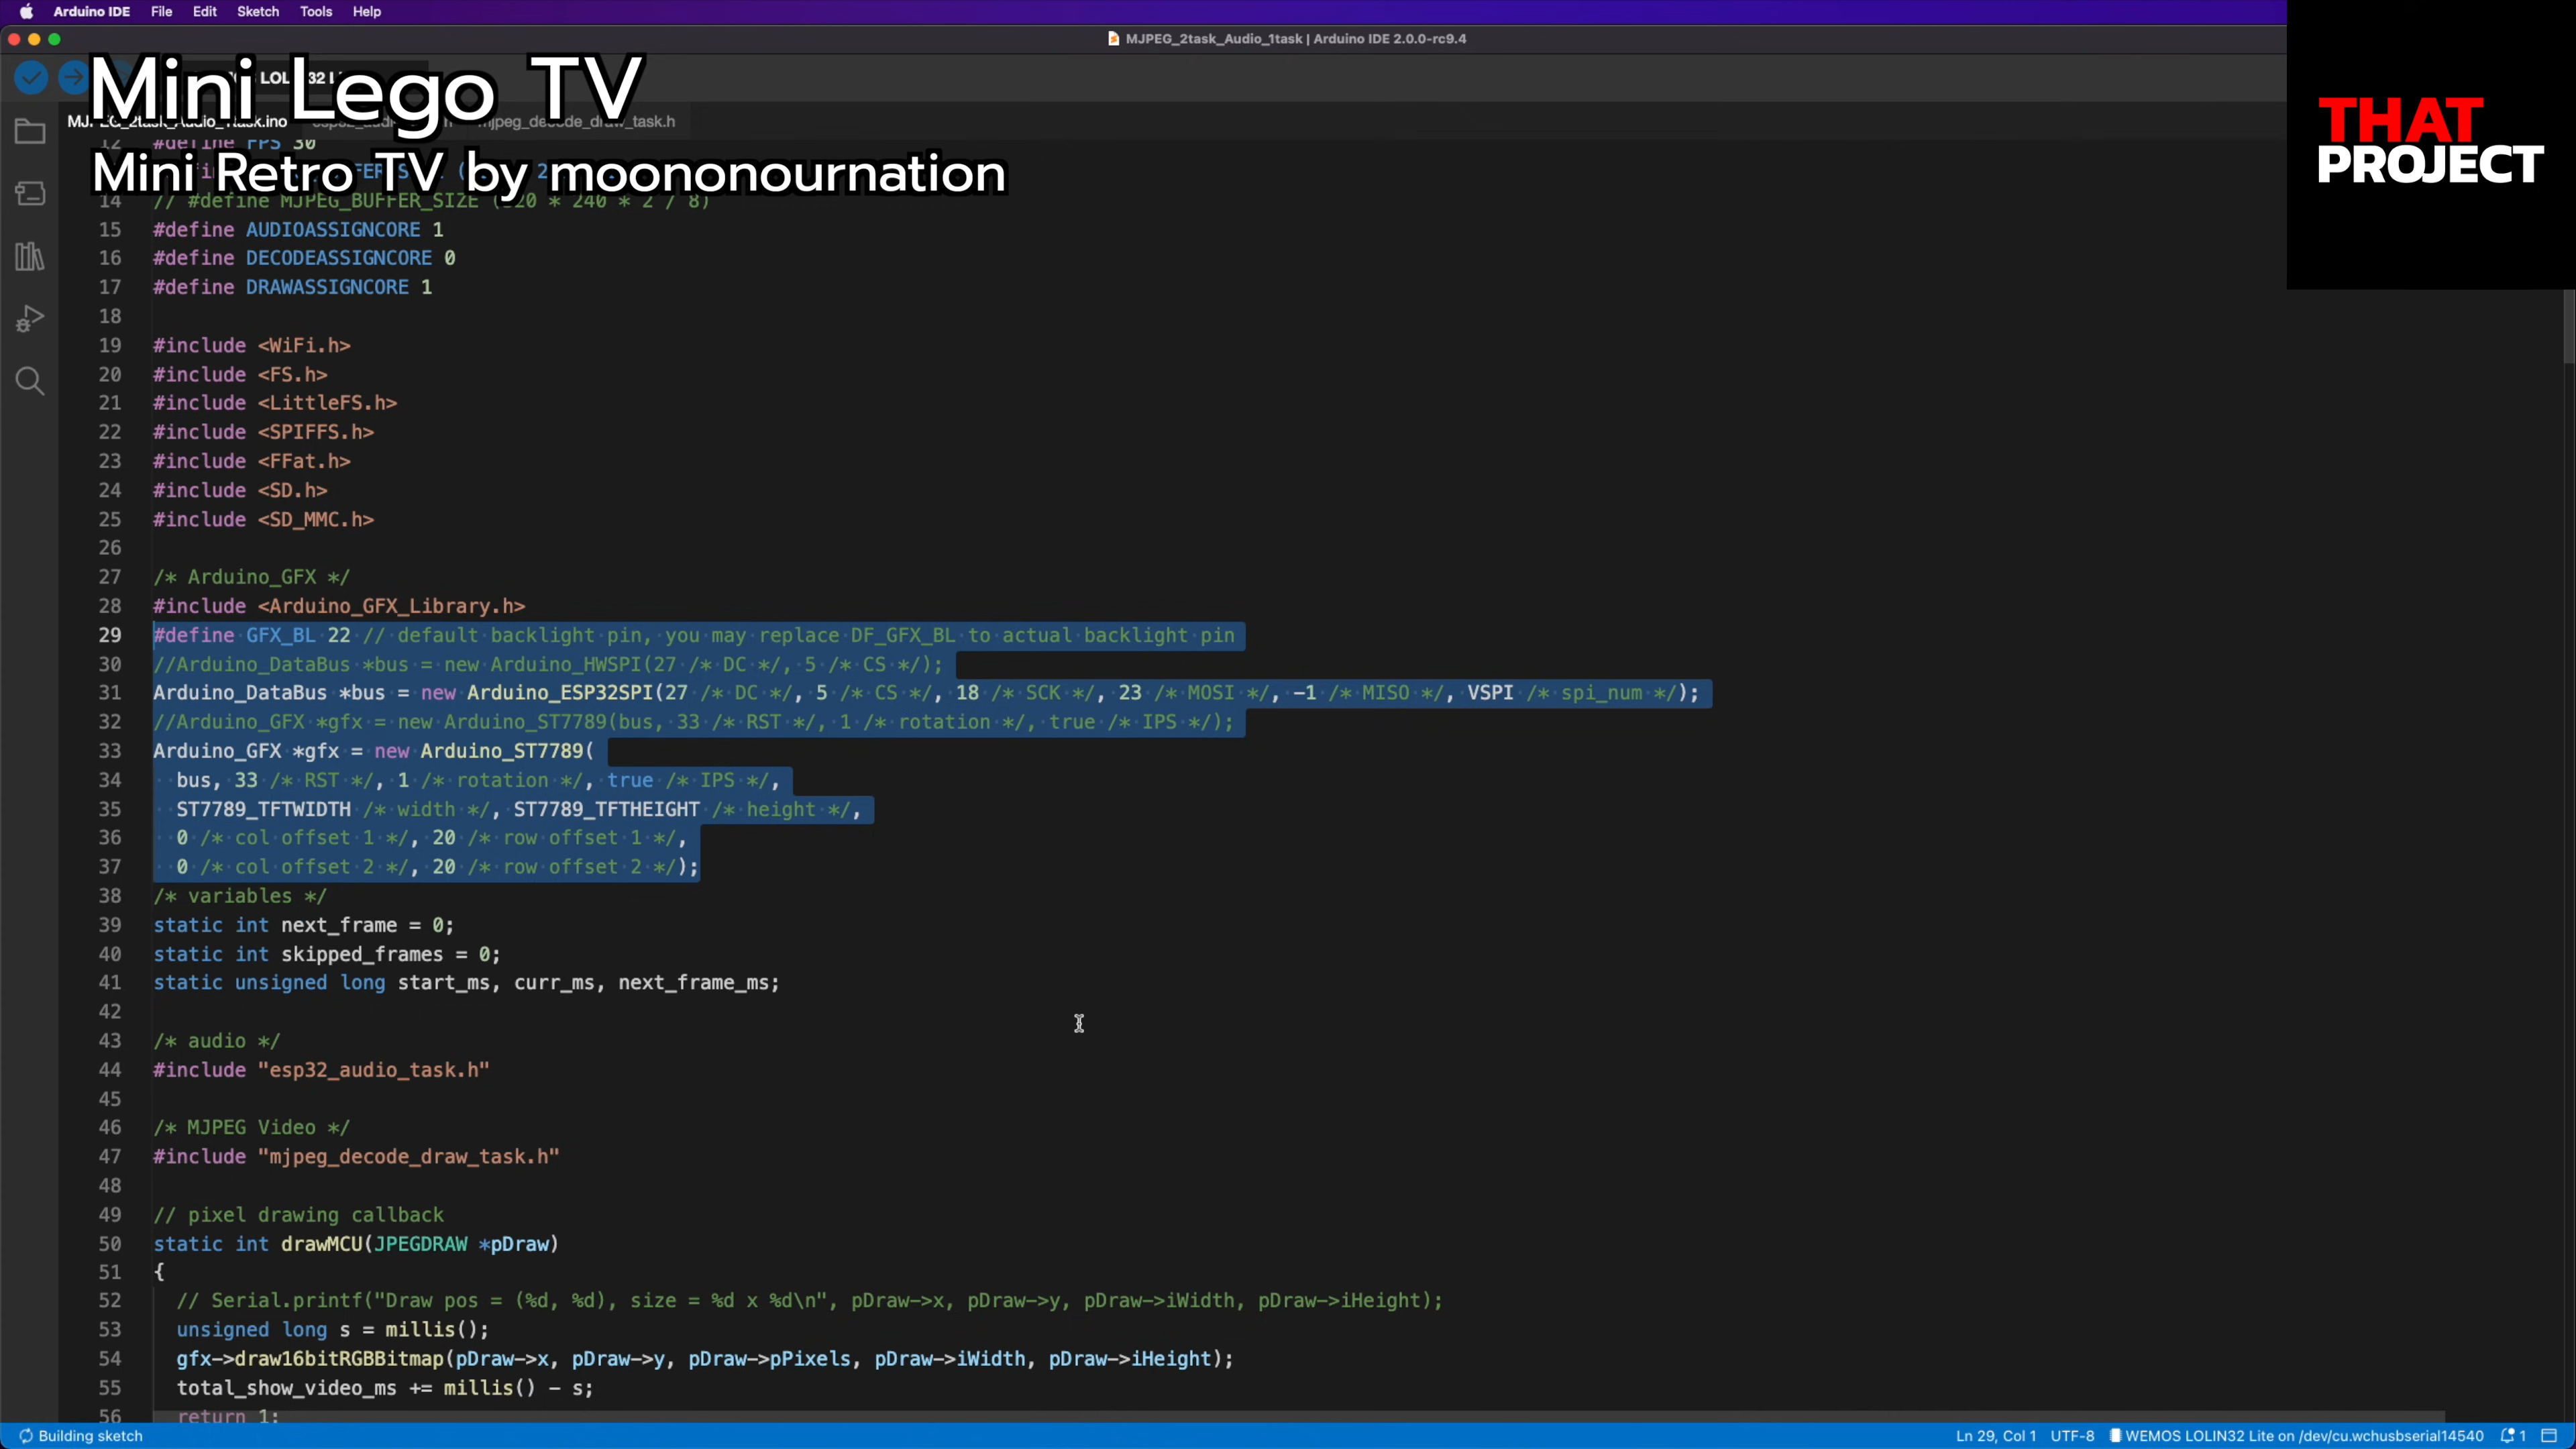 Arduino IDE File Edit Sketch Tools Help
MJPEG_2task_Audio_1task | Arduino IDE 2.0.0-rc9.4
Mini Lego TV
THAT
PROJECT
MJPEG_2task_Audio_1task.ino mjpeg_decode_draw_task.h
12 #define FPS 30
Mini Retro TV by moononournation
14 // #define MJPEG_BUFFER_SIZE (320 * 240 * 2 / 8)
15 #define AUDIOASSIGNCORE 1
16 #define DECODEASSIGNCORE 0
17 #define DRAWASSIGNCORE 1
18
19 #include <WiFi.h>
20 #include <FS.h>
21 #include <LittleFS.h>
22 #include <SPIFFS.h>
23 #include <FFat.h>
24 #include <SD.h>
25 #include <SD_MMC.h>
26
27 /* Arduino_GFX */
28 #include <Arduino_GFX_Library.h>
29 #define GFX_BL 22 // default backlight pin, you may replace DF_GFX_BL to actual backlight pin
30 //Arduino_DataBus *bus = new Arduino_HWSPI(27 /* DC */, 5 /* CS */);
31 Arduino_DataBus *bus = new Arduino_ESP32SPI(27 /* DC */, 5 /* CS */, 18 /* SCK */, 23 /* MOSI */, -1 /* MISO */, VSPI /* spi_num */);
32 //Arduino_GFX *gfx = new Arduino_ST7789(bus, 33 /* RST */, 1 /* rotation */, true /* IPS */);
33 Arduino_GFX *gfx = new Arduino_ST7789(
34 bus, 33 /* RST */, 1 /* rotation */, true /* IPS */,
35 ST7789_TFTWIDTH /* width */, ST7789_TFTHEIGHT /* height */,
36 0 /* col offset 1 */, 20 /* row offset 1 */,
37 0 /* col offset 2 */, 20 /* row offset 2 */);
38 /* variables */
39 static int next_frame = 0;
40 static int skipped_frames = 0;
41 static unsigned long start_ms, curr_ms, next_frame_ms;
42
43 /* audio */
44 #include "esp32_audio_task.h"
45
46 /* MJPEG Video */
47 #include "mjpeg_decode_draw_task.h"
48
49 // pixel drawing callback
50 static int drawMCU(JPEGDRAW *pDraw)
51 {
52 // Serial.printf("Draw pos = (%d, %d), size = %d x %d\n", pDraw->x, pDraw->y, pDraw->iWidth, pDraw->iHeight);
53 unsigned long s = millis();
54 gfx->draw16bitRGBBitmap(pDraw->x, pDraw->y, pDraw->pPixels, pDraw->iWidth, pDraw->iHeight);
55 total_show_video_ms += millis() - s;
56 return 1;
Building sketch Ln 29, Col 1 UTF-8 WEMOS LOLIN32 Lite on /dev/cu.wchusbserial14540 1